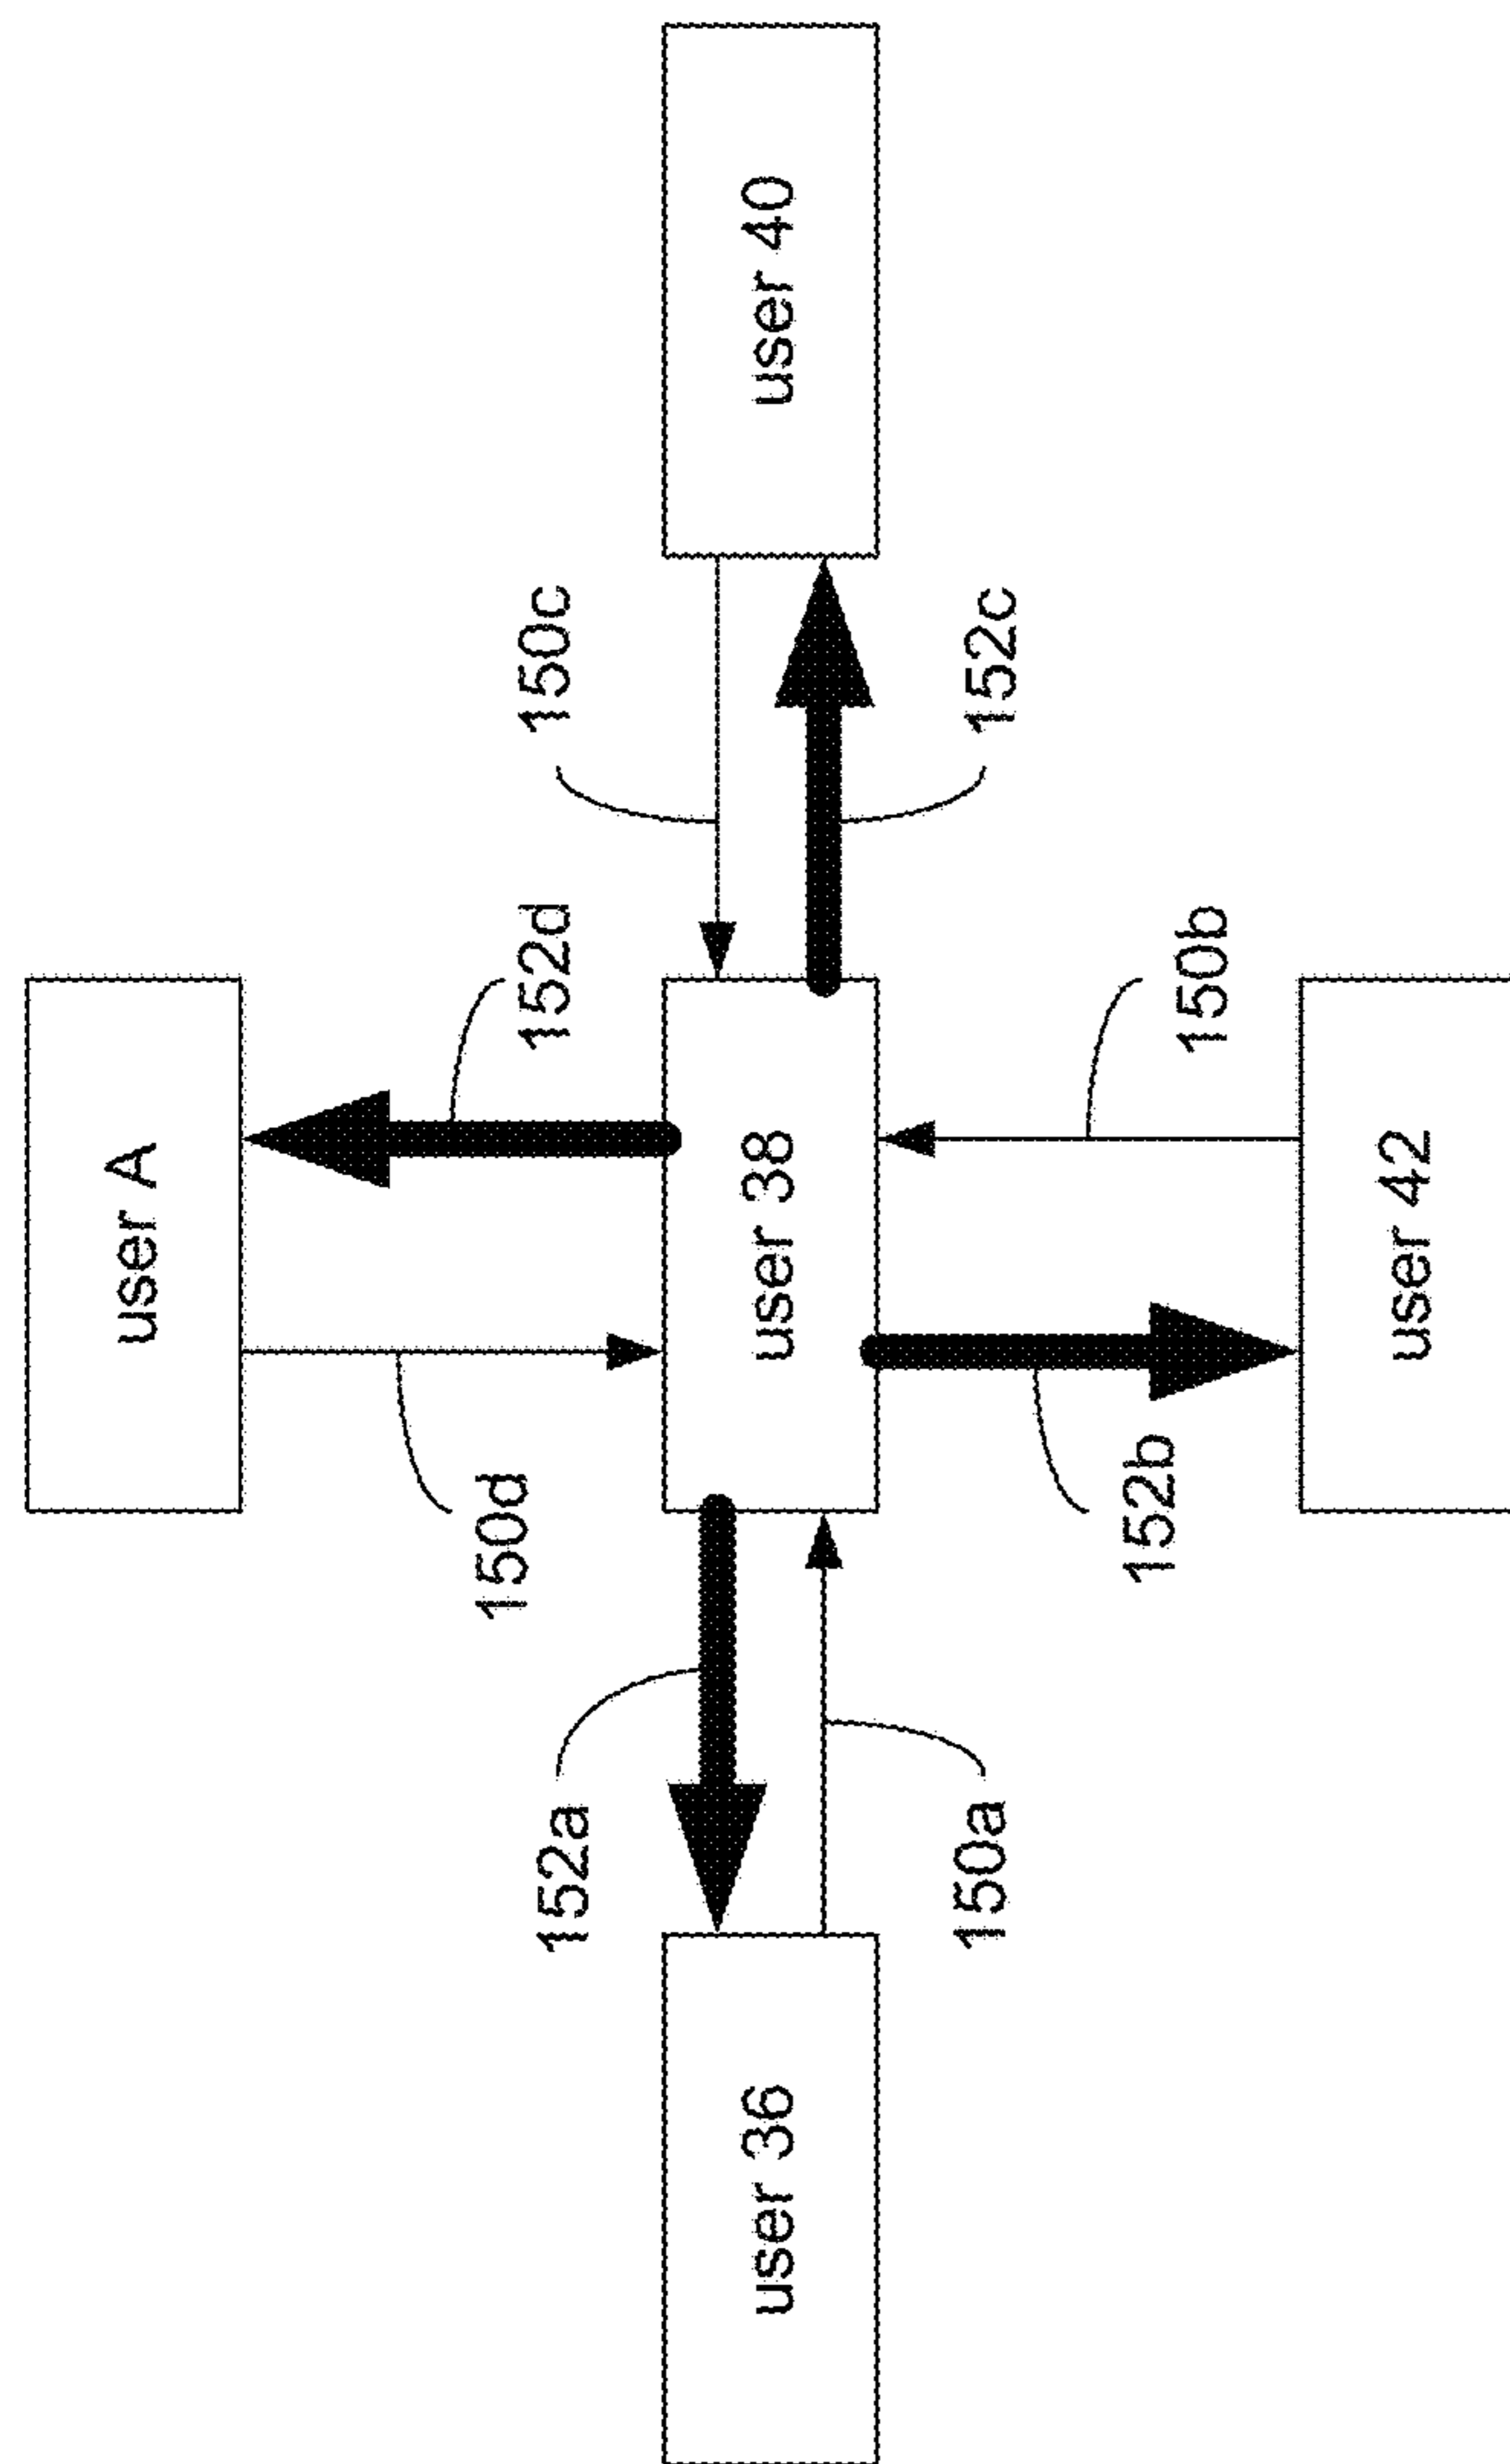 user A
150d
152d
user 36
152a
150a
user 38
150c
152c
user 40
152b
150b
user 42